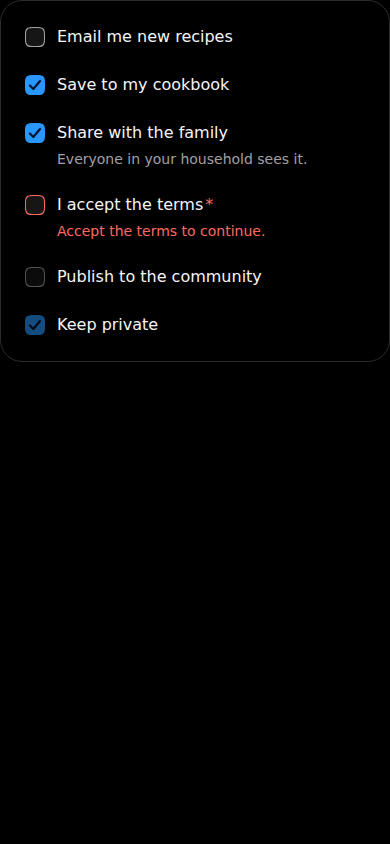 Email me new recipes
Save to my cookbook
Share with the family
Everyone in your household sees it.
I accept the terms*
Accept the terms to continue.
Publish to the community
Keep private